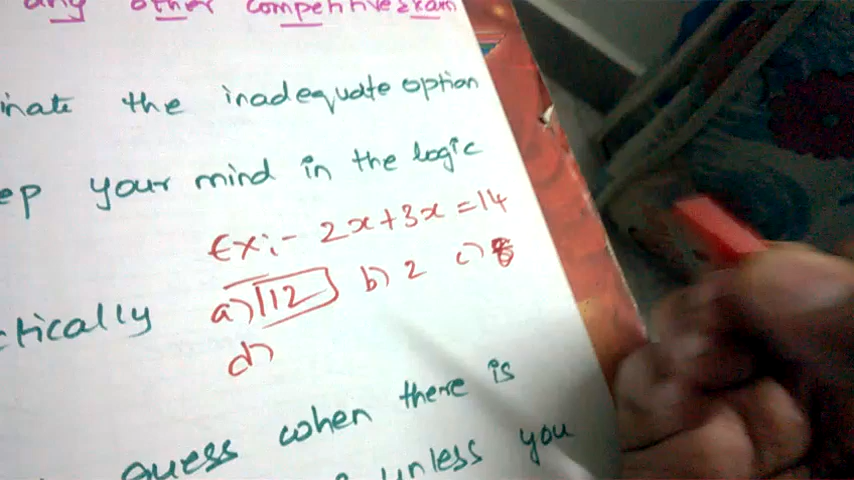 any other competitive exam
inate the inadequate option
ep your mind in the logic
Ex:- 2x+3x=14
ctically a) 112 b) 2 c)
d)
guess when there is
unless you